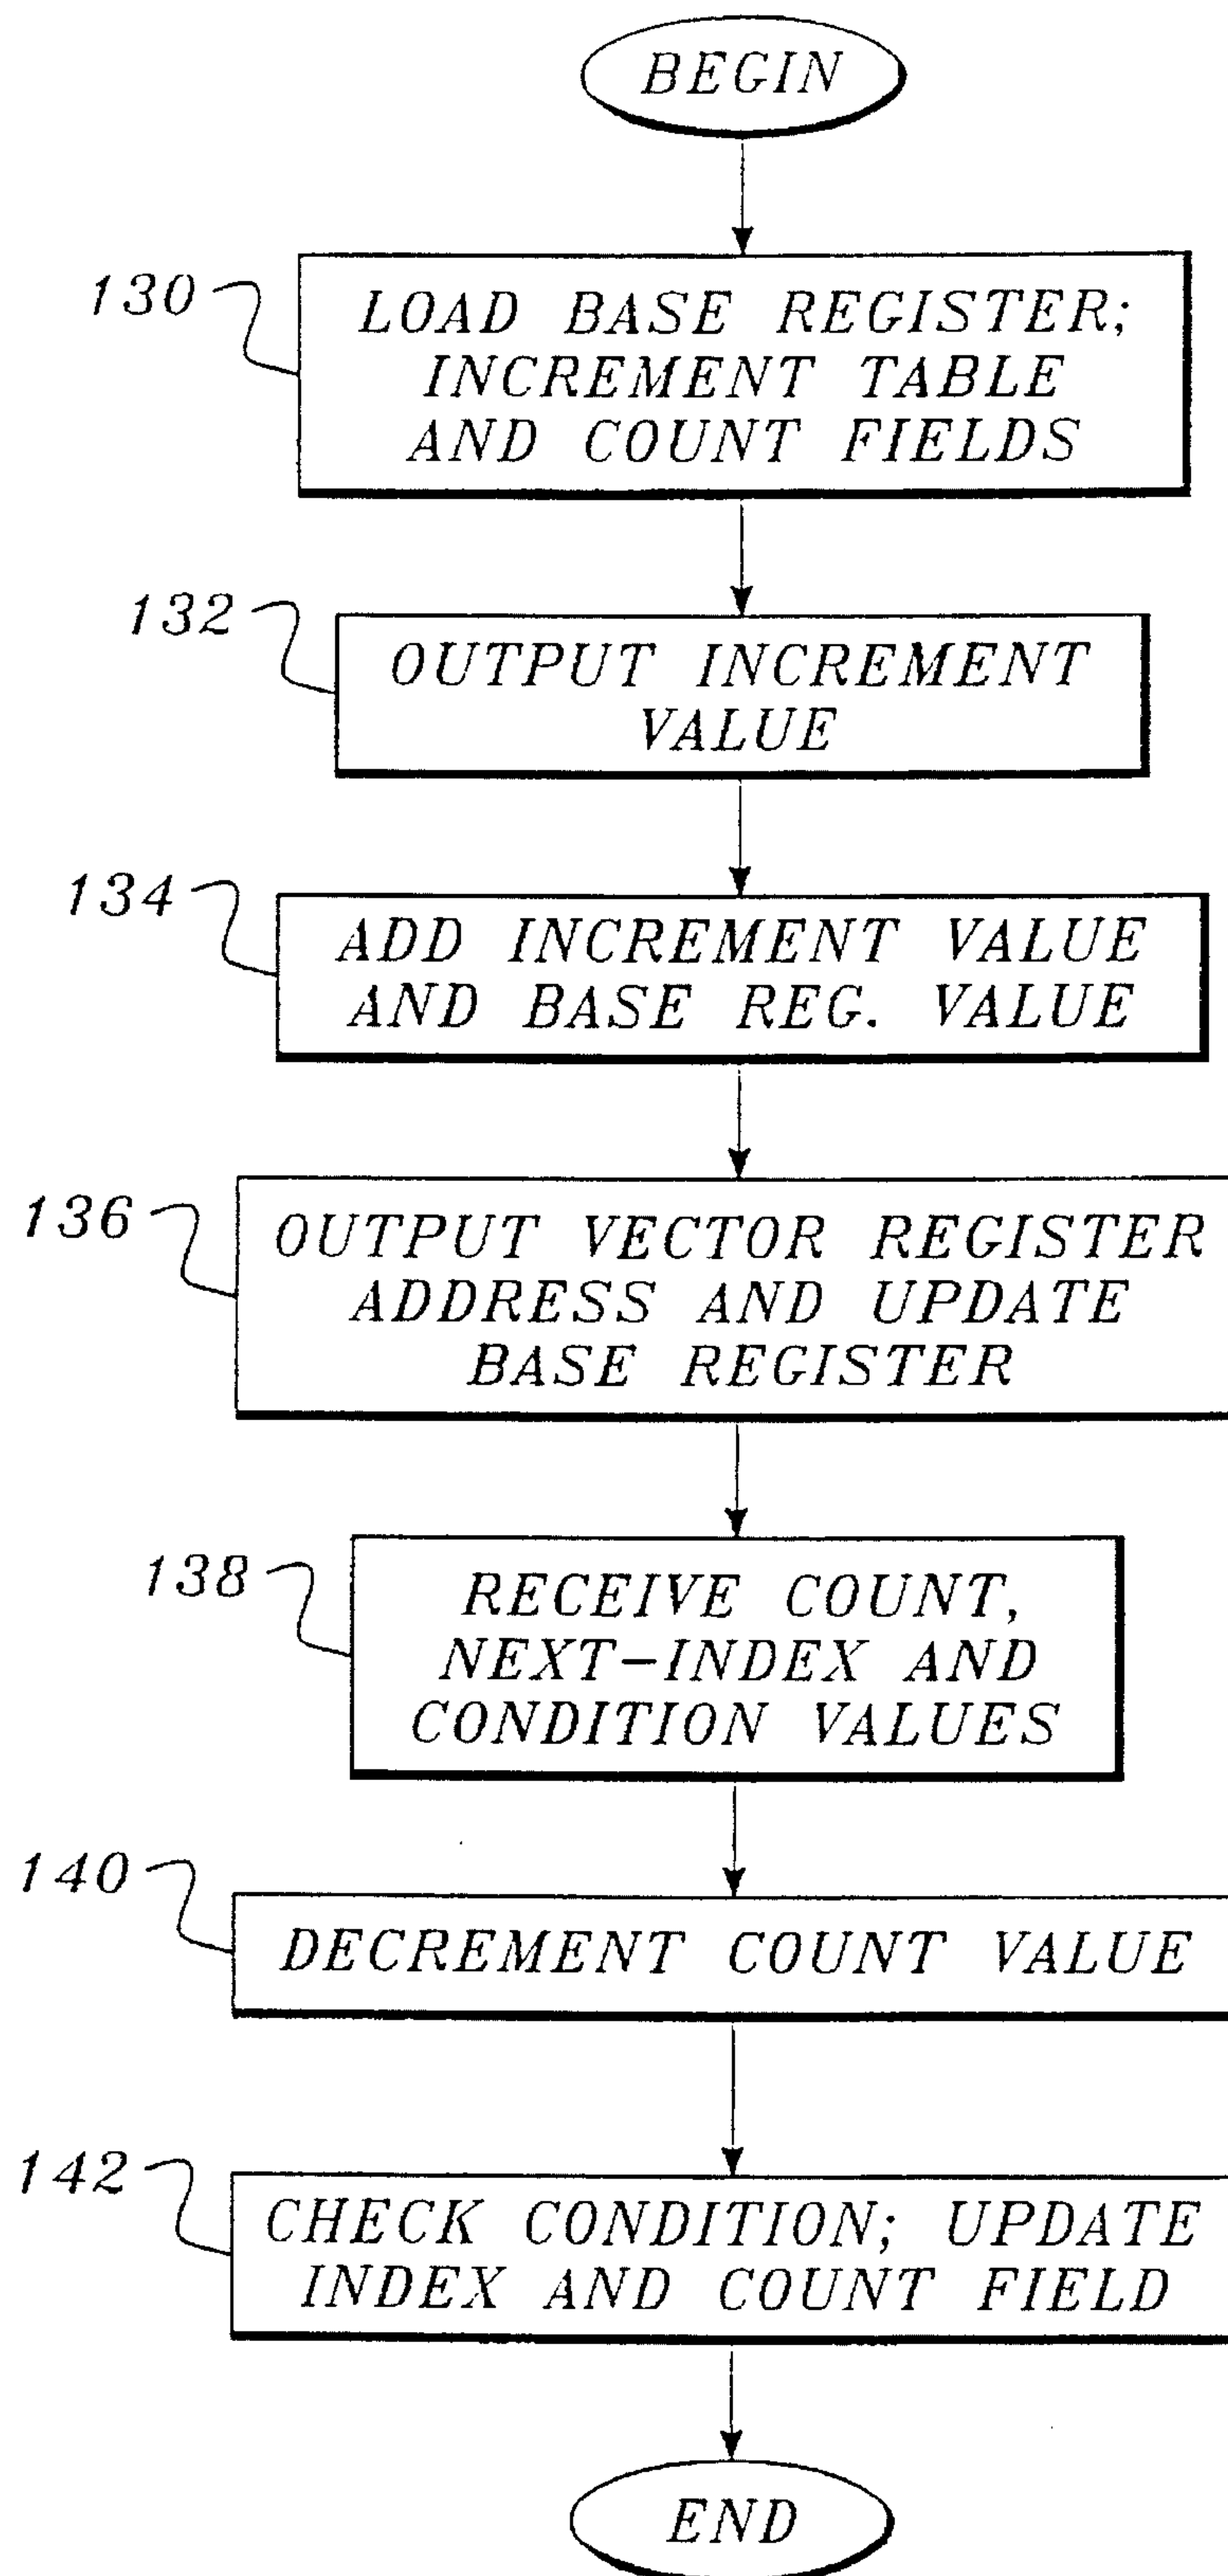 BEGIN
130
LOAD BASE REGISTER;
INCREMENT TABLE
AND COUNT FIELDS
132
OUTPUT INCREMENT
VALUE
134
ADD INCREMENT VALUE
AND BASE REG. VALUE
136
OUTPUT VECTOR REGISTER
ADDRESS AND UPDATE
BASE REGISTER
138
RECEIVE COUNT,
NEXT-INDEX AND
CONDITION VALUES
140
DECREMENT COUNT VALUE
142
CHECK CONDITION; UPDATE
INDEX AND COUNT FIELD
END